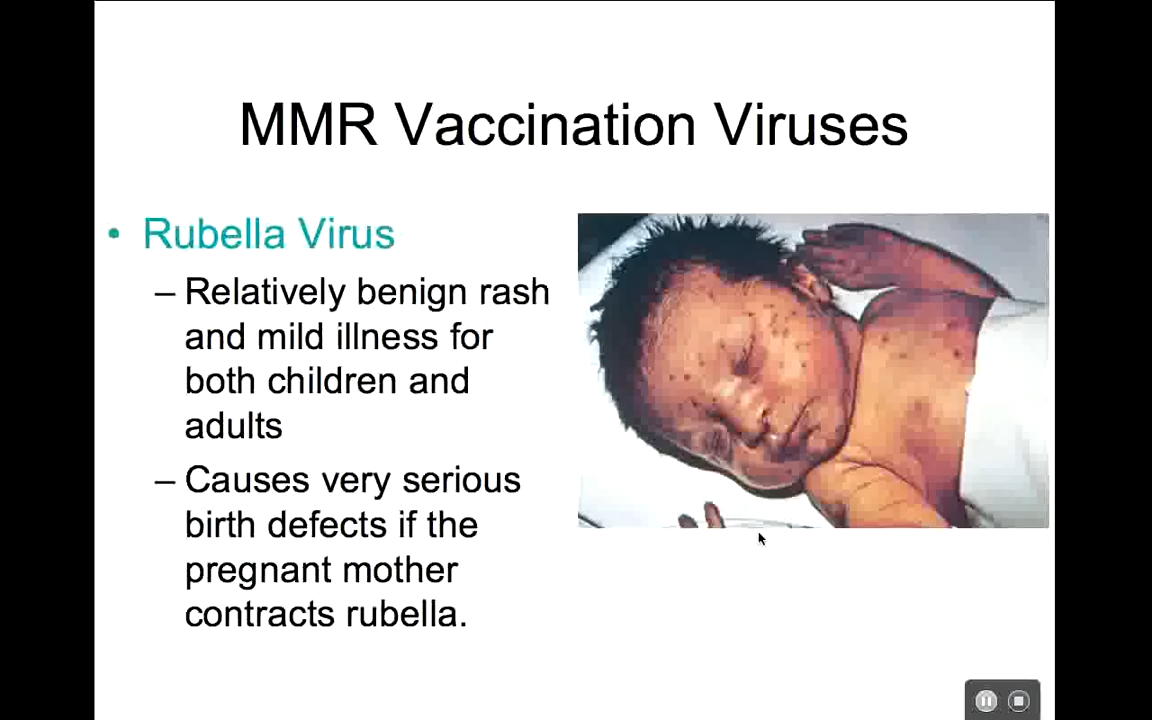 MMR Vaccination Viruses
• Rubella Virus
– Relatively benign rash
and mild illness for
both children and
adults
– Causes very serious
birth defects if the
pregnant mother
contracts rubella.